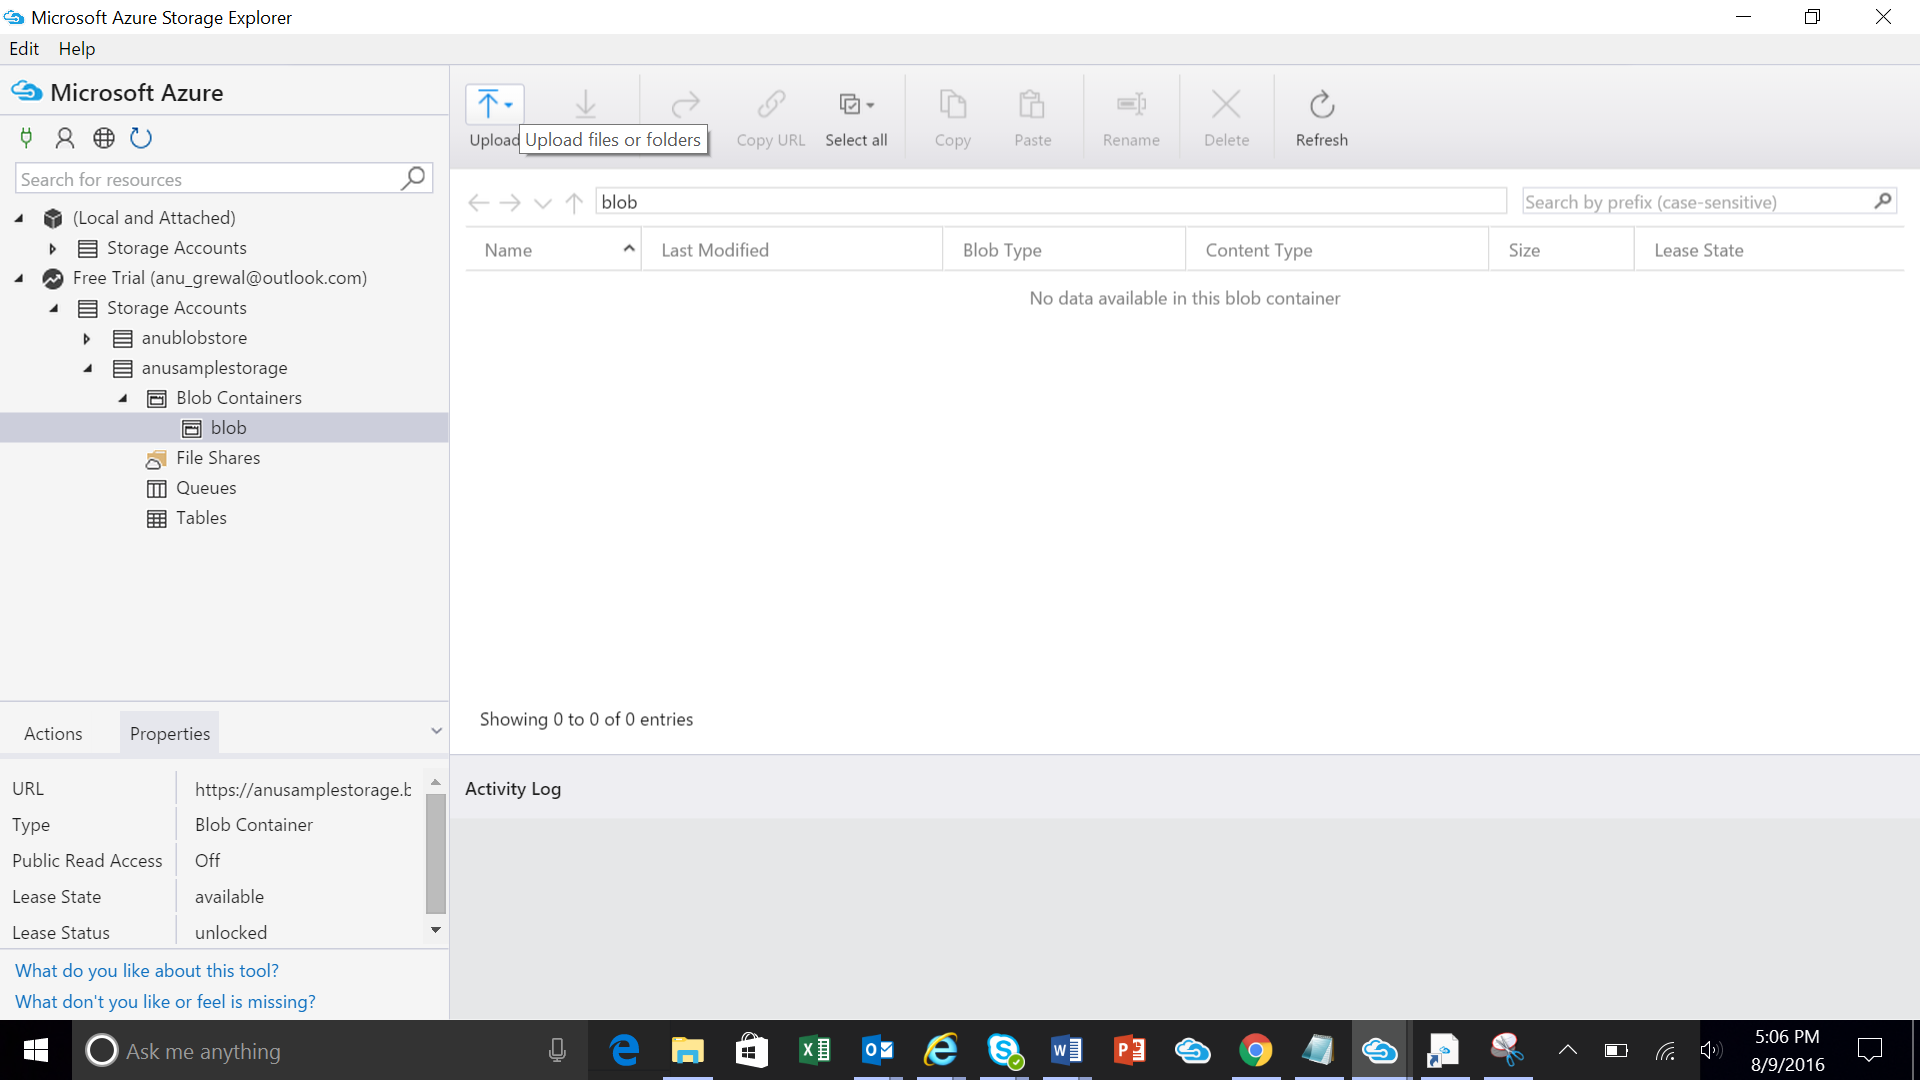 Microsoft Azure Storage Explorer
Edit Help
Microsoft Azure
Search for resources
(Local and Attached)
Storage Accounts
Free Trial (anu_grewal@outlook.com)
Storage Accounts
anublobstore
anusamplestorage
Blob Containers
blob
File Shares
Queues
Tables
Actions Properties
URL https://anusamplestorage.b
Type Blob Container
Public Read Access Off
Lease State available
Lease Status unlocked
What do you like about this tool?
What don't you like or feel is missing?
Upload Upload files or folders Copy URL Select all Copy Paste Rename Delete Refresh
blob Search by prefix (case-sensitive)
Name Last Modified Blob Type Content Type Size Lease State
No data available in this blob container
Showing 0 to 0 of 0 entries
Activity Log
Ask me anything
5:06 PM
8/9/2016